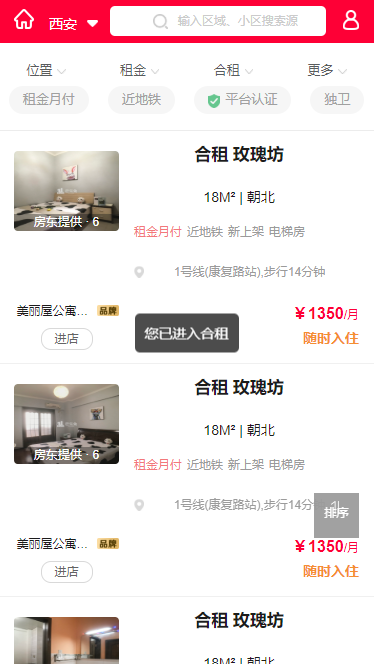 西安
输入区域、小区搜索源
位置 租金 合租 更多
租金月付 近地铁 平台认证 独卫
合租 玫瑰坊
18M² | 朝北
房东提供 · 6
租金月付 近地铁 新上架 电梯房
1号线(康复路站),步行14分钟
美丽屋公寓... 品牌
¥ 1350/月
进店
随时入住
您已进入合租
合租 玫瑰坊
18M² | 朝北
房东提供 · 6
租金月付 近地铁 新上架 电梯房
1号线(康复路站),步行14分
排序
美丽屋公寓... 品牌
¥ 1350/月
进店
随时入住
合租 玫瑰坊
18M² | 朝北